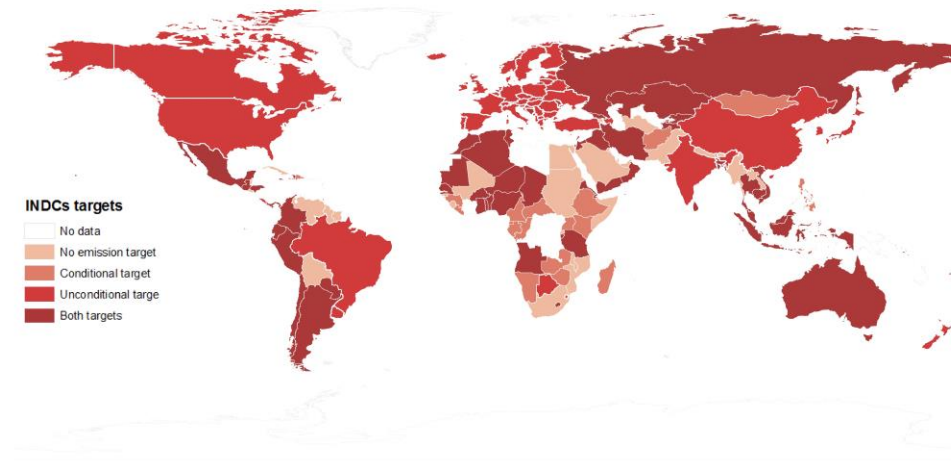 INDCs targets
No data
No emission target
Conditional target
Unconditional targe
Both targets